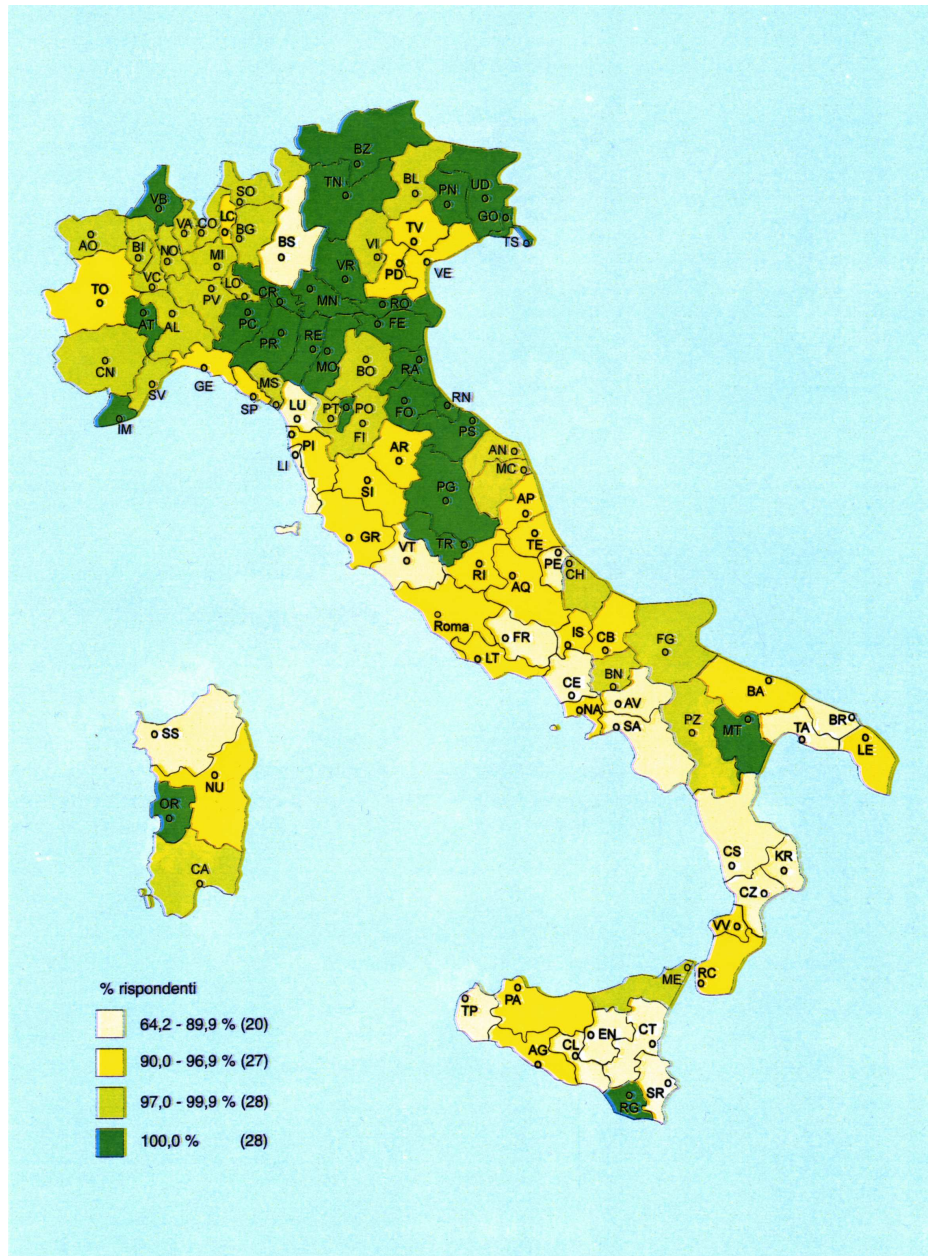 BZ
TN
BL
PN
UD
GO
TS
VB
SO
LC
VA
CO
BG
AO
BI
NO
MI
BS
VI
TV
VR
PD
VE
VC
LO
TO
PV
CR
MN
RO
AT
AL
PC
FE
PR
RE
MO
CN
BO
RA
SV
GE
MS
SP
LU
PT
PO
FO
RN
IM
FI
PS
PI
AR
AN
LI
MC
SI
PG
AP
GR
VT
TR
TE
RI
PE
CH
AQ
Roma
FR
IS
CB
FG
LT
CE
BN
BA
NA
AV
SA
PZ
MT
TA
BR
LE
SS
NU
OR
CA
CS
KR
CZ
VV
ME
RC
TP
PA
EN
CT
AG
CL
SR
RG
% rispondenti
64,2 - 89,9 % (20)
90,0 - 96,9 % (27)
97,0 - 99,9 % (28)
100,0 % (28)